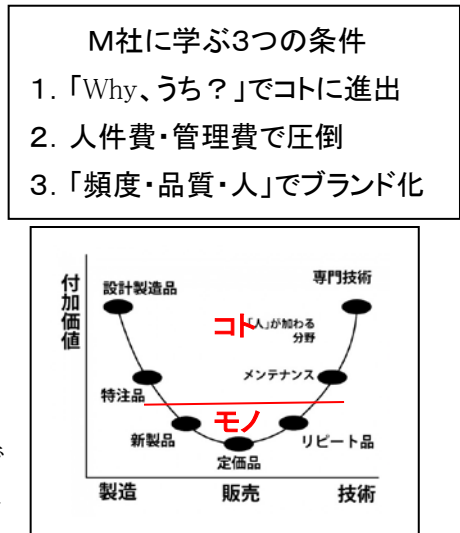 M社に学ぶ3つの条件
1．「Why、うち？」でコトに進出
2．人件費・管理費で圧倒
3．「頻度・品質・人」でブランド化
付加価値
設計製造品
専門技術
コト
「人」が加わる
分野
メンテナンス
特注品
モノ
新製品
リピート品
定価品
製造
販売
技術